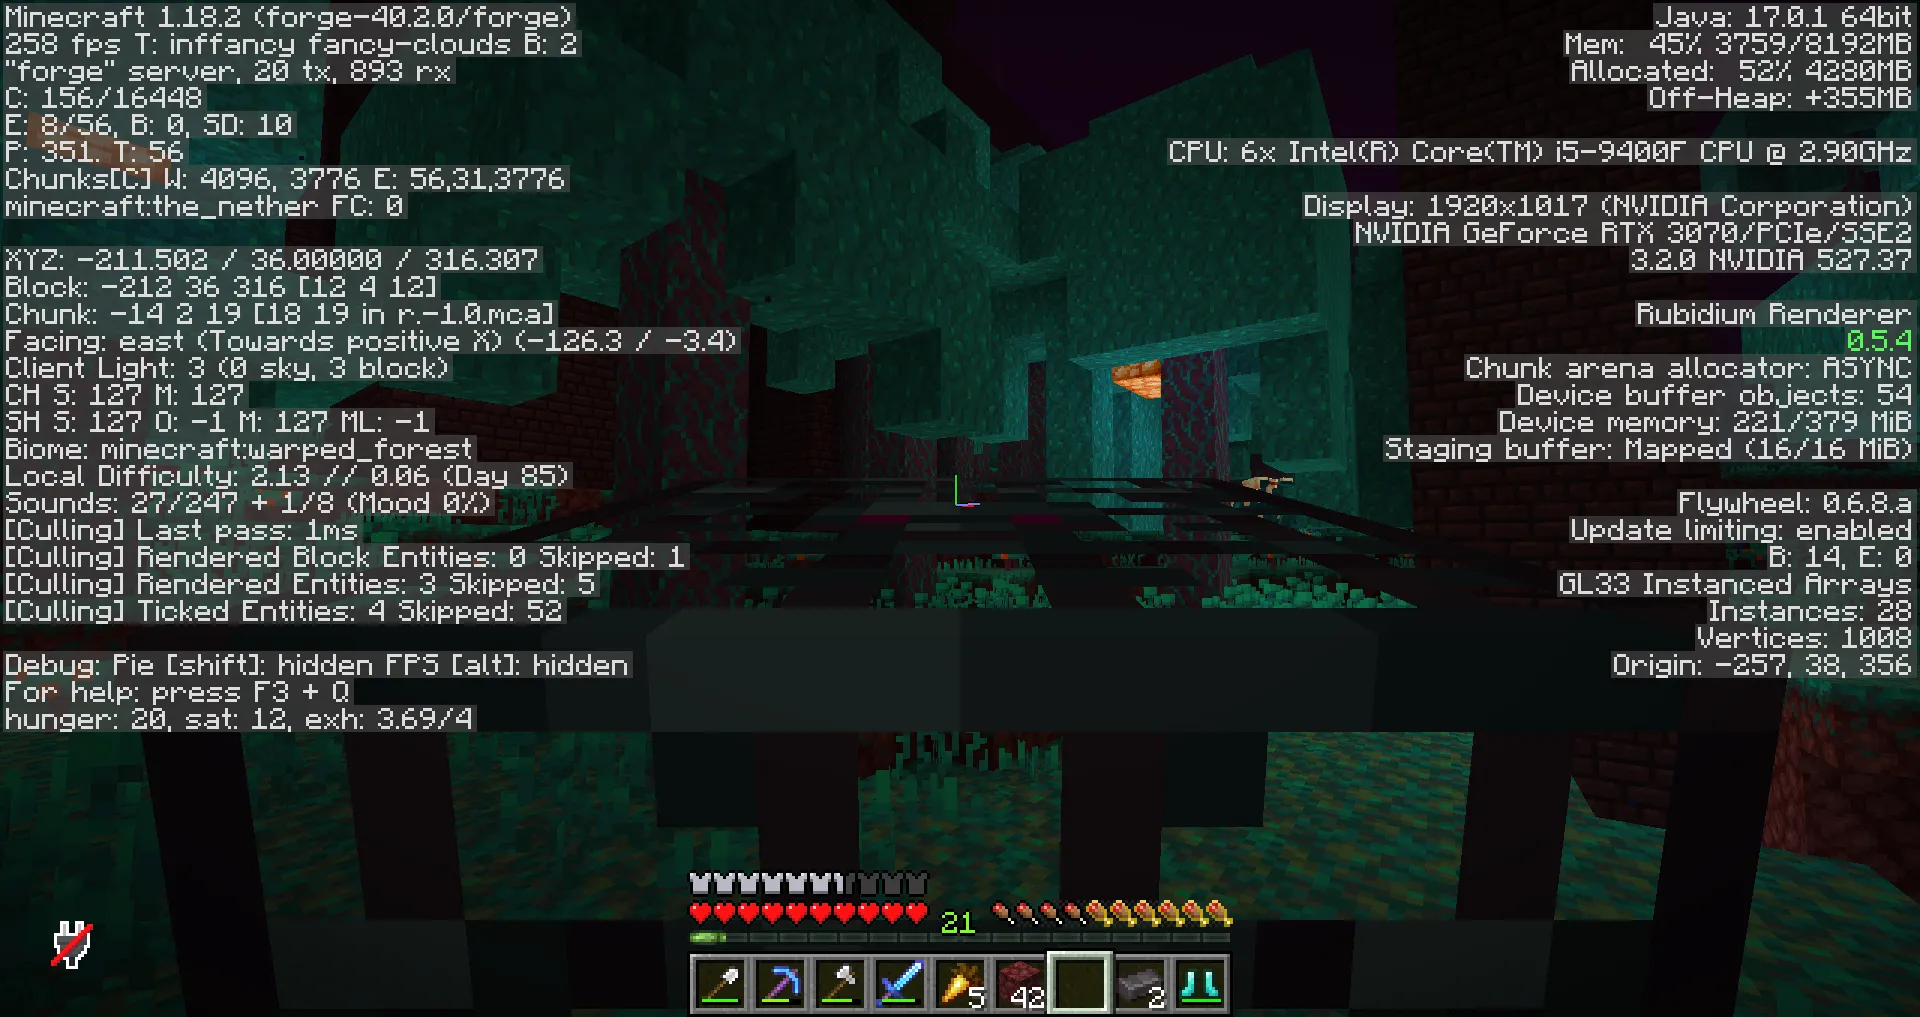 Minecraft 1.18.2 (forge-40.2.0/forge)
258 fps T: inffancy fancy-clouds B: 2
"forge" server, 20 tx, 893 rx
C: 156/16448
E: 8/56, B: 0, SD: 10
P: 351. T: 56
Chunks[C] W: 4096, 3776 E: 56,31,3776
minecraft:the_nether FC: 0
XYZ: -211.502 / 36.00000 / 316.307
Block: -212 36 316 [12 4 12]
Chunk: -14 2 19 [18 19 in r.-1.0.mca]
Facing: east (Towards positive X) (-126.3 / -3.4)
Client Light: 3 (0 sky, 3 block)
CH S: 127 M: 127
SH S: 127 O: -1 M: 127 ML: -1
Biome: minecraft:warped_forest
Local Difficulty: 2.13 // 0.06 (Day 85)
Sounds: 27/247 + 1/8 (Mood 0%)
[Culling] Last pass: 1ms
[Culling] Rendered Block Entities: 0 Skipped: 1
[Culling] Rendered Entities: 3 Skipped: 5
[Culling] Ticked Entities: 4 Skipped: 52
Debug: Pie [shift]: hidden FPS [alt]: hidden
For help: press F3 + Q
hunger: 20, sat: 12, exh: 3.69/4
Java: 17.0.1 64bit
Mem: 45% 3759/8192MB
Allocated: 52% 4280MB
Off-Heap: +355MB
CPU: 6x Intel(R) Core(TM) i5-9400F CPU @ 2.90GHz
Display: 1920x1017 (NVIDIA Corporation)
NVIDIA GeForce RTX 3070/PCIe/SSE2
3.2.0 NVIDIA 527.37
Rubidium Renderer
0.5.4
Chunk arena allocator: ASYNC
Device buffer objects: 54
Device memory: 221/379 MiB
Staging buffer: Mapped (16/16 MiB)
Flywheel: 0.6.8.a
Update limiting: enabled
B: 14, E: 0
GL33 Instanced Arrays
Instances: 28
Vertices: 1008
Origin: -257, 38, 356
21
5
42
2